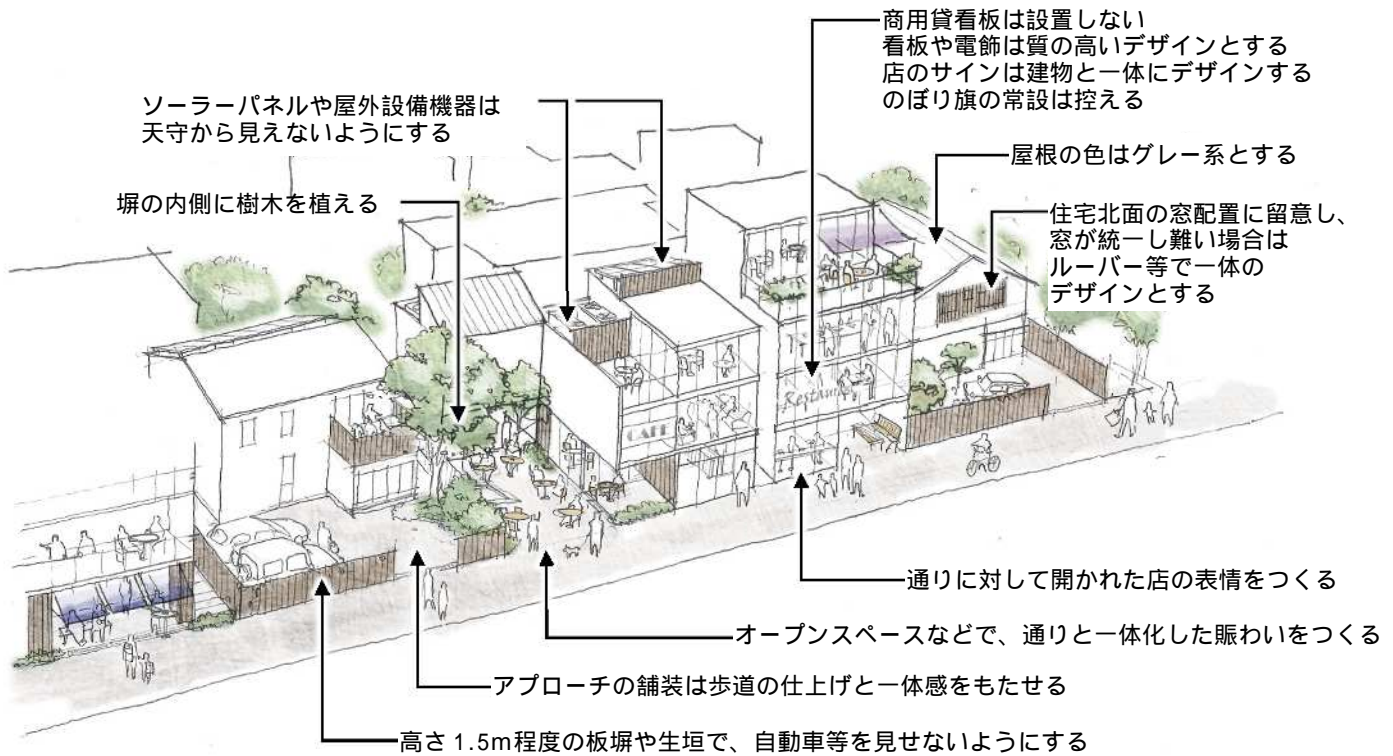 商用貸看板は設置しない
看板や電飾は質の高いデザインとする
店のサインは建物と一体にデザインする
のぼり旗の常設は控える
ソーラーパネルや屋外設備機器は
天守から見えないようにする
屋根の色はグレー系とする
塀の内側に樹木を植える
住宅北面の窓配置に留意し、
窓が統一し難い場合は
ルーバー等で一体の
デザインとする
Restaurant
CAFE
通りに対して開かれた店の表情をつくる
オープンスペースなどで、通りと一体化した賑わいをつくる
アプローチの舗装は歩道の仕上げと一体感をもたせる
高さ1.5m程度の板塀や生垣で、自動車等を見せないようにする